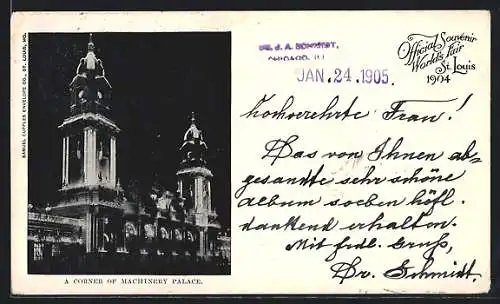 SAMUEL CUPPLES ENVELOPE CO., ST. LOUIS, MO.
DR. J. A. SCHMIDT,
CHICAGO, ILL.
JAN. 24 1905.
Official Souvenir
World's Fair
St. Louis
1904
Hochverehrte Frau!
Das von Ihnen ab-
gesandte sehr schöne
Album soeben höfl.
dankend erhalten.
Mit frdl. Gruß,
Dr. Schmidt.
A CORNER OF MACHINERY PALACE.